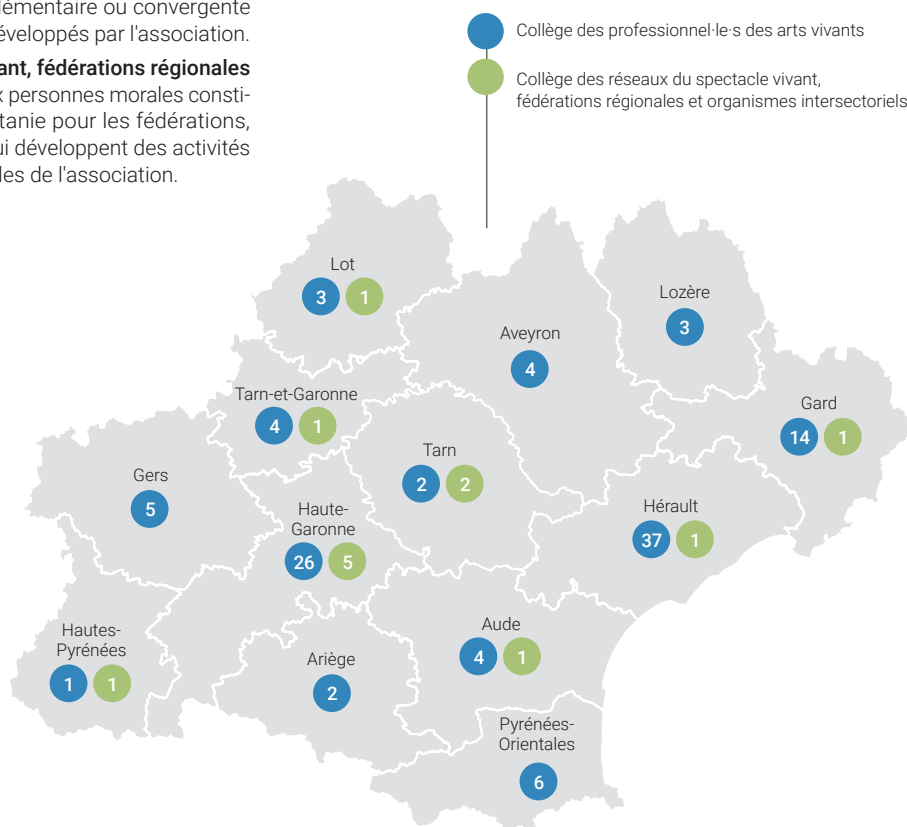 lémentaire ou convergente
éveloppés par l'association.
ant, fédérations régionales
x personnes morales consti-
tanie pour les fédérations,
ui développent des activités
les de l'association.
Collège des professionnel·le·s des arts vivants
Collège des réseaux du spectacle vivant,
fédérations régionales et organismes intersectoriels
Lot
3 1
Lozère
3
Aveyron
4
Tarn-et-Garonne
4 1
Gard
14 1
Tarn
2 2
Gers
5
Haute-
Garonne
26 5
Hérault
37 1
Hautes-
Pyrénées
1 1
Aude
4 1
Ariège
2
Pyrénées-
Orientales
6